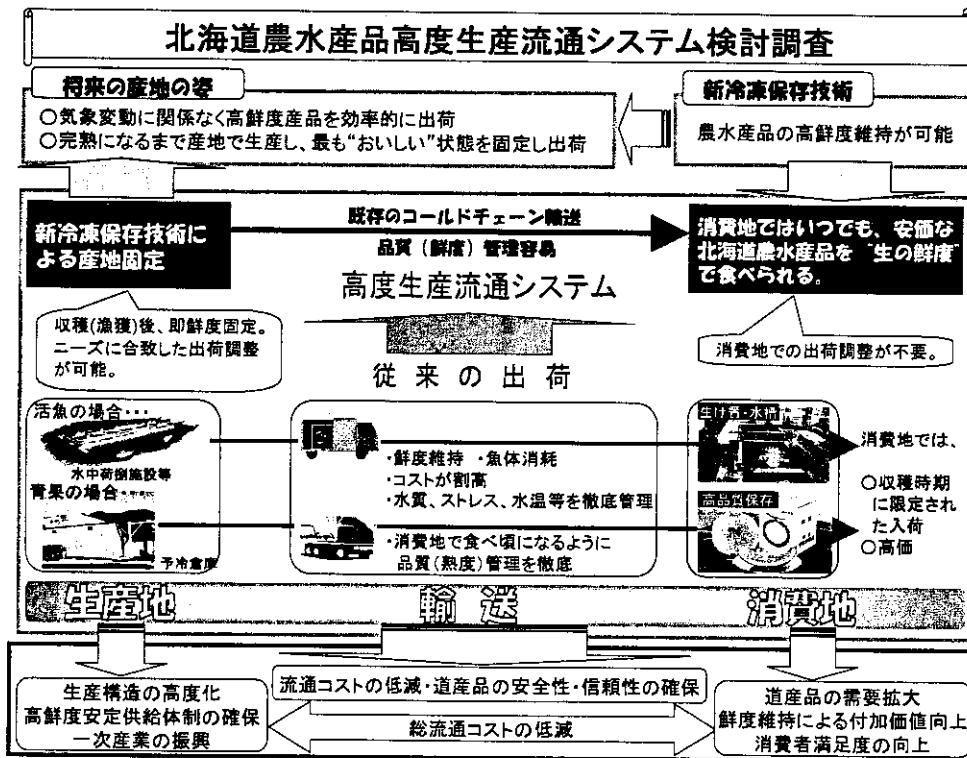 北海道農水産品高度生産流通システム検討調査
将来の産地の姿
○気象変動に関係なく高鮮度産品を効率的に出荷
○完熟になるまで産地で生産し、最も“おいしい”状態を固定し出荷
新冷凍保存技術
農水産品の高鮮度維持が可能
新冷凍保存技術に
よる産地固定
既存のコールドチェーン輸送
品質（鮮度）管理容易
消費地ではいつでも、安価な
北海道農水産品を“生の鮮度”
で食べられる。
高度生産流通システム
収穫(漁獲)後、即鮮度固定。
ニーズに合致した出荷調整
が可能。
消費地での出荷調整が不要。
従来の出荷
活魚の場合・・・
水中荷捌施設等
青果の場合
予冷倉庫
・鮮度維持 ・魚体消耗
・コストが割高
・水質、ストレス、水温等を徹底管理
・消費地で食べ頃になるように
品質(熟度)管理を徹底
生け簀・水槽
高品質保存
消費地では、
○収穫時期
に限定され
た入荷
○高価
生産地
輸送
消費地
生産構造の高度化
高鮮度安定供給体制の確保
一次産業の振興
流通コストの低減・道産品の安全性・信頼性の確保
総流通コストの低減
道産品の需要拡大
鮮度維持による付加価値向上
消費者満足度の向上